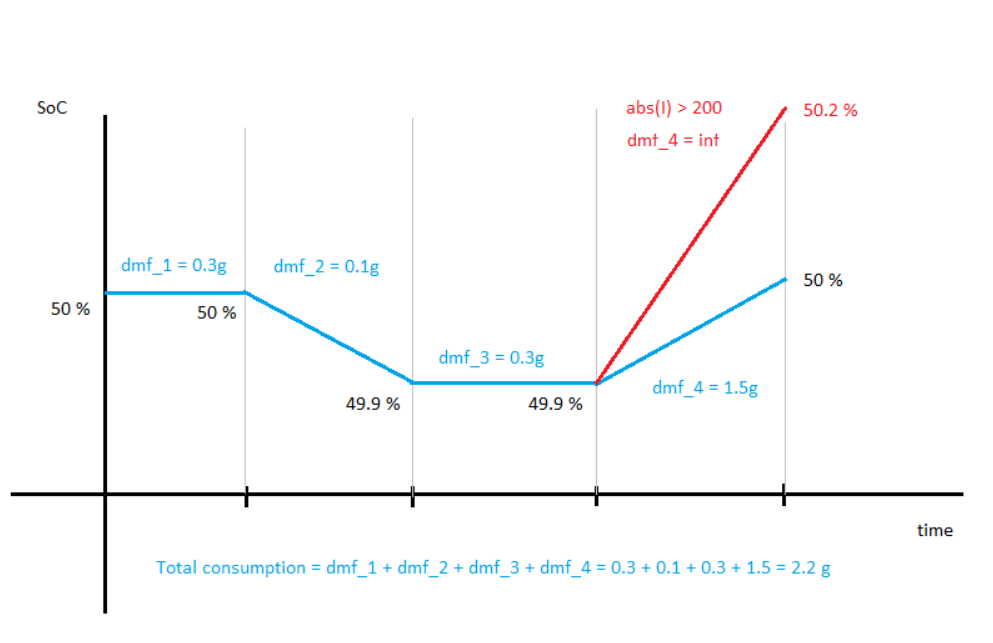 SoC
abs(I) > 200
50.2 %
dmf_4 = inf
dmf_1 = 0.3g
dmf_2 = 0.1g
50 %
50 %
50 %
dmf_3 = 0.3g
dmf_4 = 1.5g
49.9 %
49.9 %
time
Total consumption = dmf_1 + dmf_2 + dmf_3 + dmf_4 = 0.3 + 0.1 + 0.3 + 1.5 = 2.2 g